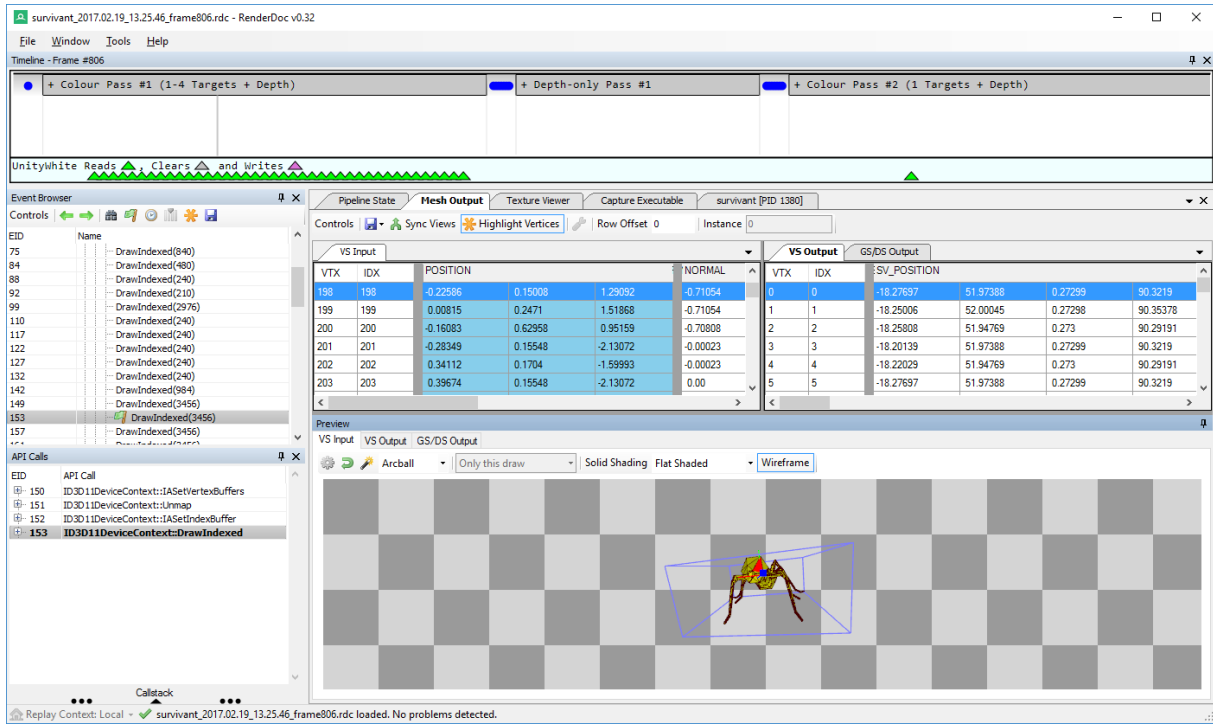 survivant_2017.02.19_13.25.46_frame806.rdc - RenderDoc v0.32
File Window Tools Help
Timeline - Frame #806
+ Colour Pass #1 (1-4 Targets + Depth) + Depth-only Pass #1 + Colour Pass #2 (1 Targets + Depth)
UnityWhite Reads , Clears and Writes
Event Browser
Controls
EID Name
75 DrawIndexed(840)
84 DrawIndexed(480)
88 DrawIndexed(240)
92 DrawIndexed(210)
99 DrawIndexed(2976)
110 DrawIndexed(240)
117 DrawIndexed(240)
122 DrawIndexed(240)
127 DrawIndexed(240)
132 DrawIndexed(240)
142 DrawIndexed(984)
149 DrawIndexed(3456)
153 DrawIndexed(3456)
157 DrawIndexed(3456)
API Calls
EID API Call
150 ID3D11DeviceContext::IASetVertexBuffers
151 ID3D11DeviceContext::Unmap
152 ID3D11DeviceContext::IASetIndexBuffer
153 ID3D11DeviceContext::DrawIndexed
Callstack
Pipeline State Mesh Output Texture Viewer Capture Executable survivant [PID 1380]
Controls Sync Views Highlight Vertices Row Offset 0 Instance 0
VS Input
VTX IDX POSITION NORMAL
198 198 -0.22586 0.15008 1.29092 -0.71054
199 199 0.00815 0.2471 1.51868 -0.71054
200 200 -0.16083 0.62958 0.95159 -0.70808
201 201 -0.28349 0.15548 -2.13072 -0.00023
202 202 0.34112 0.1704 -1.59993 -0.00023
203 203 0.39674 0.15548 -2.13072 0.00
VS Output GS/DS Output
VTX IDX SV_POSITION
0 0 -18.27697 51.97388 0.27299 90.3219
1 1 -18.25006 52.00045 0.27298 90.35378
2 2 -18.25808 51.94769 0.273 90.29191
3 3 -18.20139 51.97388 0.27299 90.3219
4 4 -18.22029 51.94769 0.273 90.29191
5 5 -18.27697 51.97388 0.27299 90.3219
Preview
VS Input VS Output GS/DS Output
Arcball Only this draw Solid Shading Flat Shaded Wireframe
Replay Context: Local survivant_2017.02.19_13.25.46_frame806.rdc loaded. No problems detected.